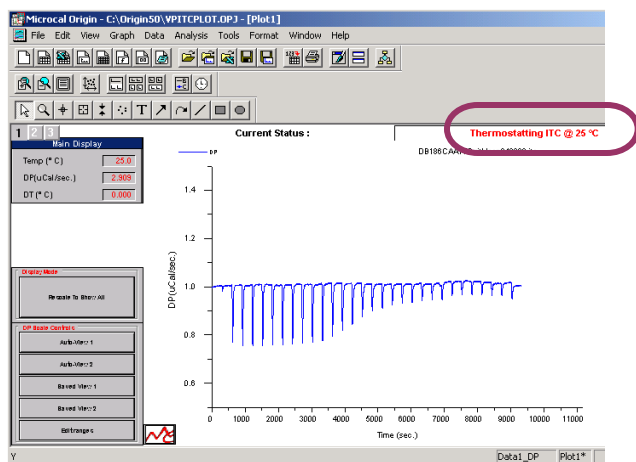 Microcal Origin - C:\Origin50\VPITCPLOT.OPJ - [Plot1]
File Edit View Graph Data Analysis Tools Format Window Help
1 2 3
Main Display
Temp (° C) 25.0
DP(uCal/sec.) 2.909
DT (° C) 0.000
Current Status :
Thermostatting ITC @ 25 °C
DP
Display Mode
Rescale To Show All
DP Scale Controls
Auto-View 1
Auto-View 2
Saved View 1
Saved View 2
Edit ranges
DP(uCal/sec.)
1.4
1.2
1.0
0.8
0.6
0 1000 2000 3000 4000 5000 6000 7000 8000 9000 10000 11000
Time (sec.)
Y Data1_DP Plot1*